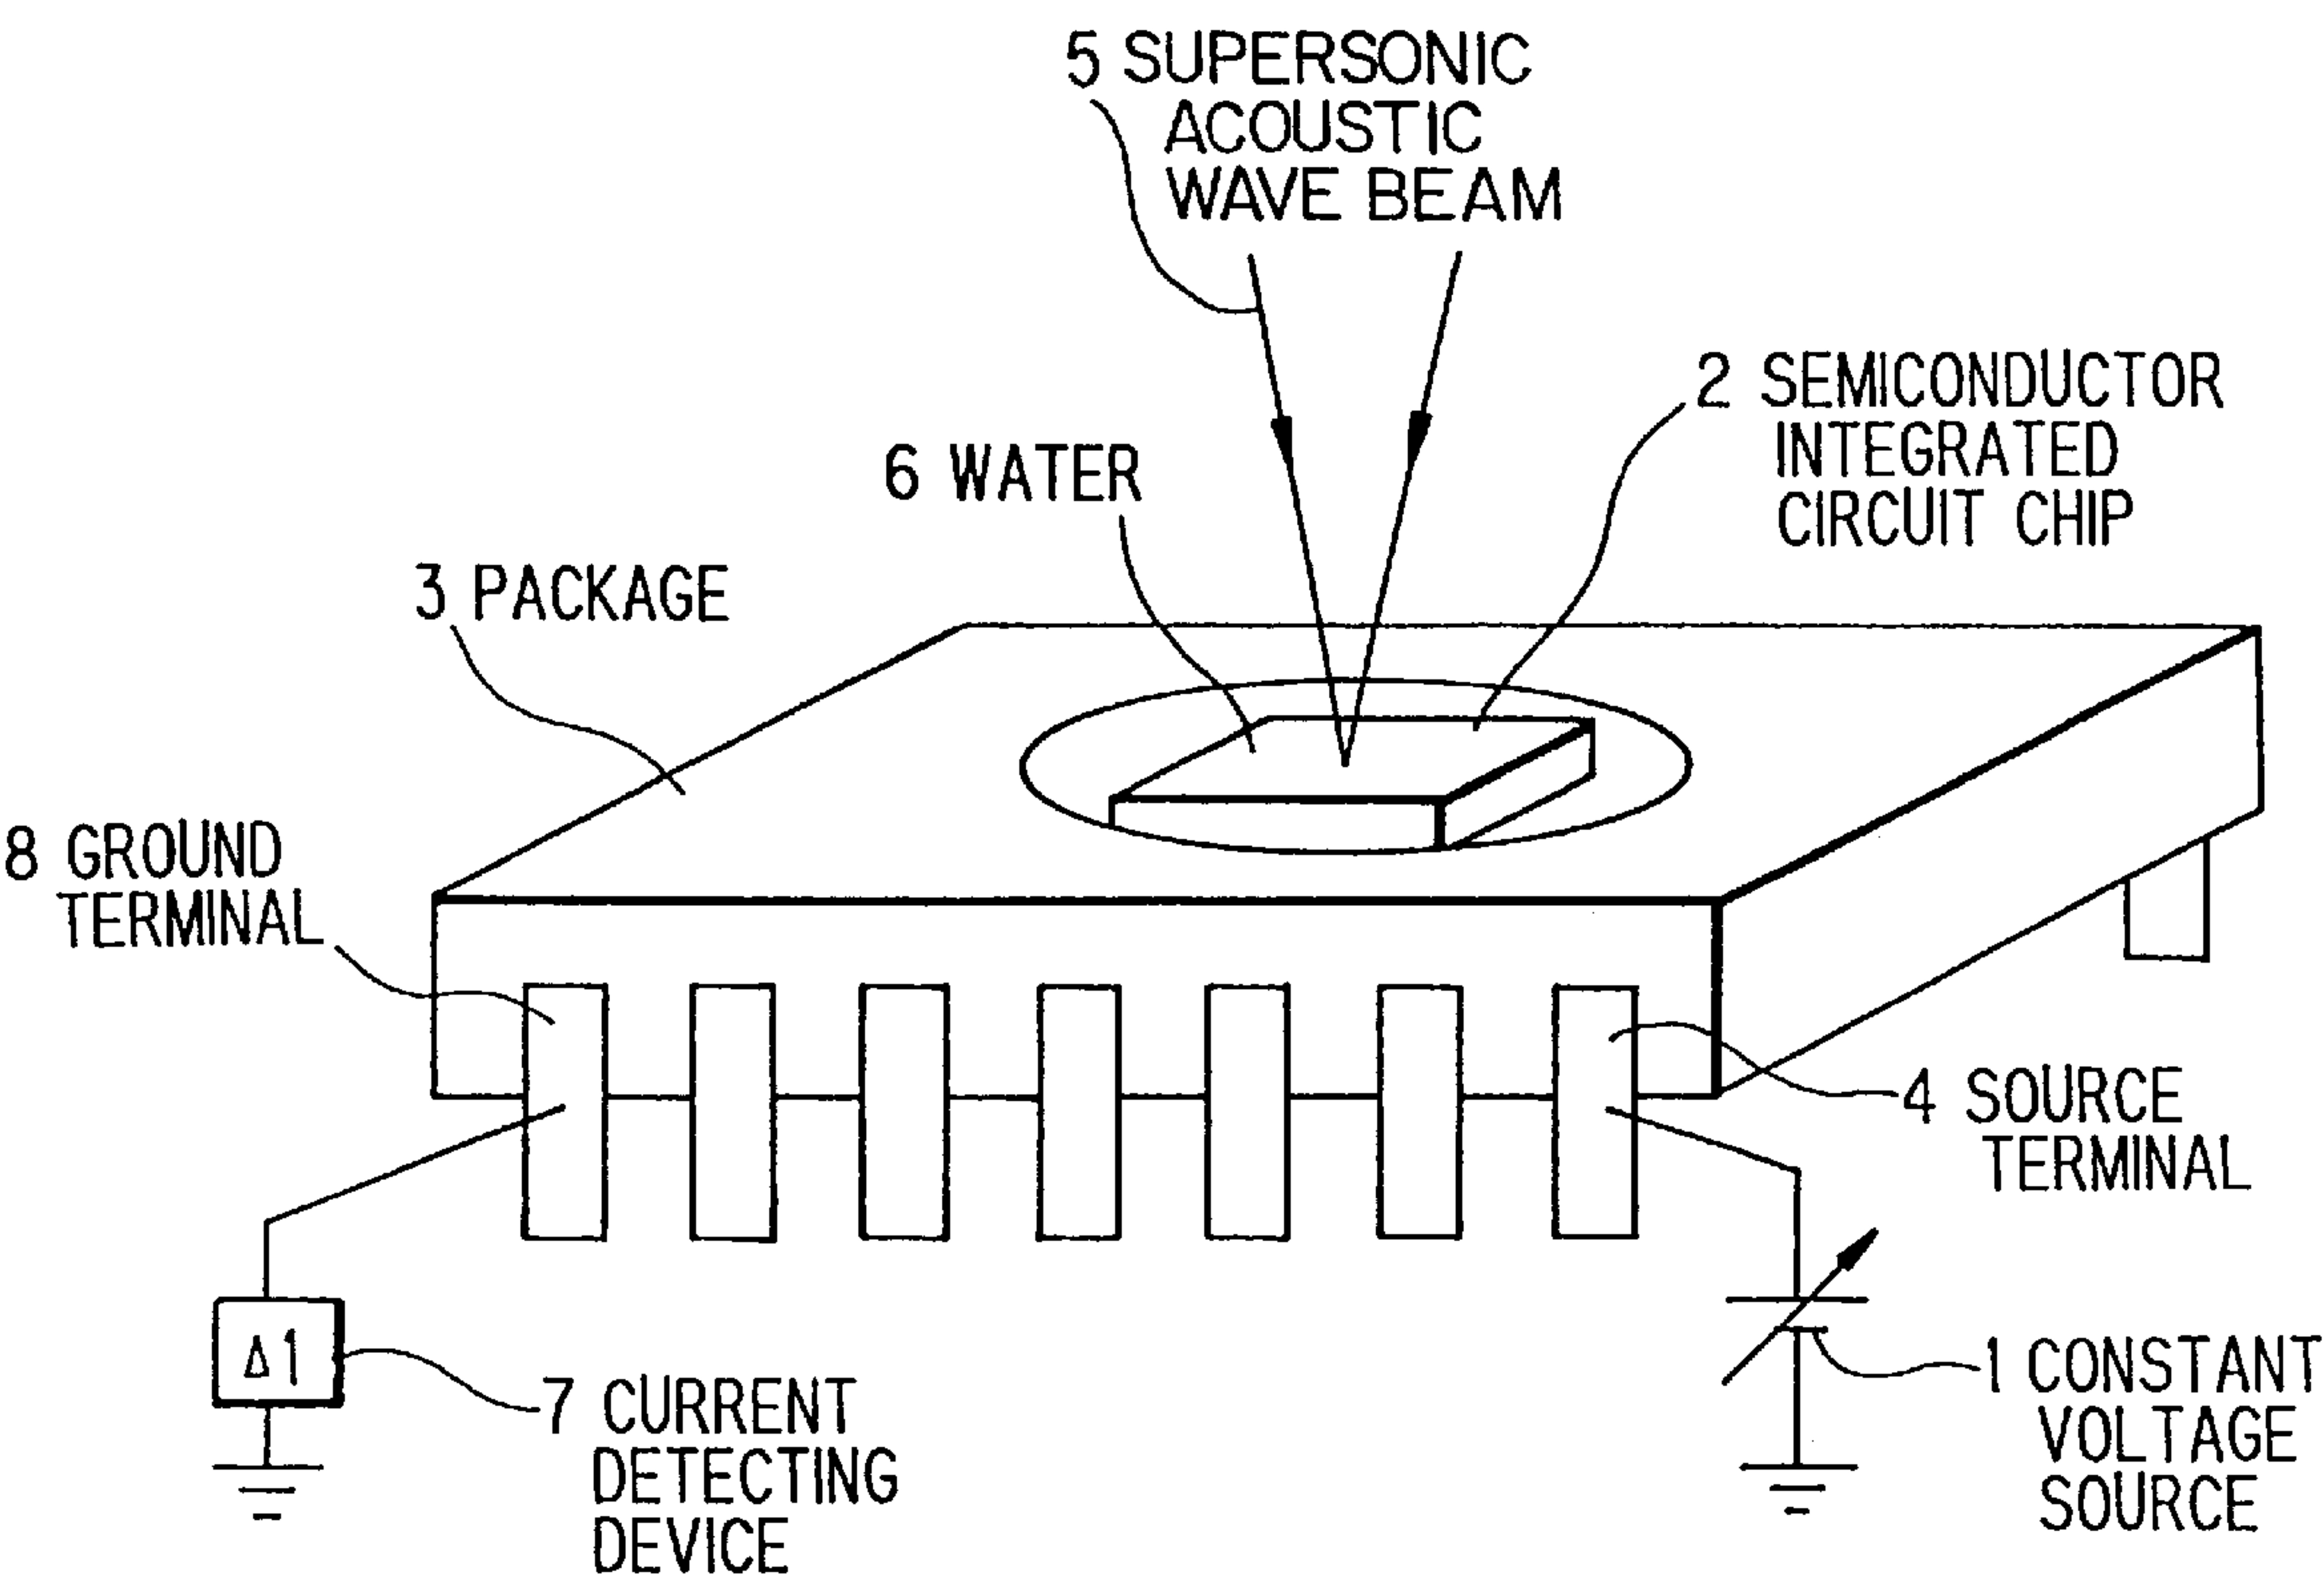 5 SUPERSONIC
ACOUSTIC
WAVE BEAM
2 SEMICONDUCTOR
INTEGRATED
CIRCUIT CHIP
6 WATER
3 PACKAGE
8 GROUND
TERMINAL
4 SOURCE
TERMINAL
Δ1
1 CONSTANT
VOLTAGE
SOURCE
7 CURRENT
DETECTING
DEVICE